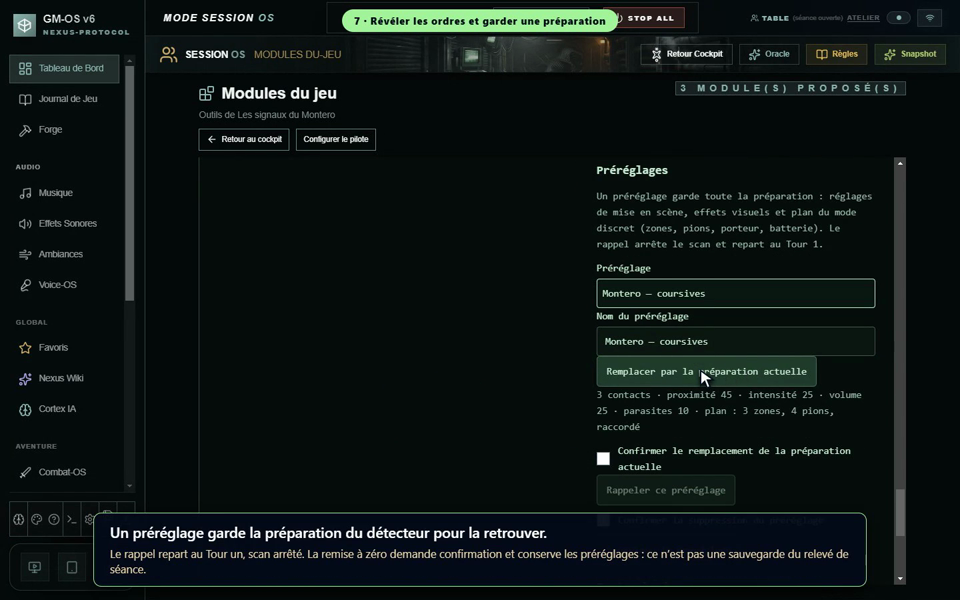 GM-OS v6
NEXUS-PROTOCOL
MODE SESSION OS
7 · Révéler les ordres et garder une préparation
STOP ALL
TABLE (séance ouverte) ATELIER
SESSION OS MODULES DU-JEU
Retour Cockpit
Oracle
Règles
Snapshot
Tableau de Bord
Journal de Jeu
Forge
AUDIO
Musique
Effets Sonores
Ambiances
Voice-OS
GLOBAL
Favoris
Nexus Wiki
Cortex IA
AVENTURE
Combat-OS
Modules du jeu
3 MODULE(S) PROPOSÉ(S)
Outils de Les signaux du Montero
Retour au cockpit
Configurer le pilote
Préréglages
Un préréglage garde toute la préparation : réglages
de mise en scène, effets visuels et plan du mode
discret (zones, pions, porteur, batterie). Le
rappel arrête le scan et repart au Tour 1.
Préréglage
Montero — coursives
Nom du préréglage
Montero — coursives
Remplacer par la préparation actuelle
3 contacts · proximité 45 · intensité 25 · volume
25 · parasites 10 · plan : 3 zones, 4 pions,
raccordé
Confirmer le remplacement de la préparation
actuelle
Rappeler ce préréglage
Un préréglage garde la préparation du détecteur pour la retrouver.
Le rappel repart au Tour un, scan arrêté. La remise à zéro demande confirmation et conserve les préréglages : ce n'est pas une sauvegarde du relevé de
séance.